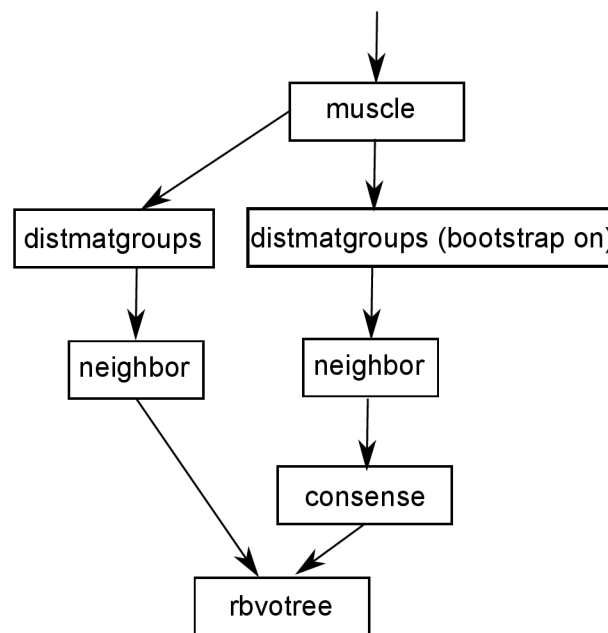 muscle
distmatgroups
distmatgroups (bootstrap on)
neighbor
neighbor
consense
rbvotree